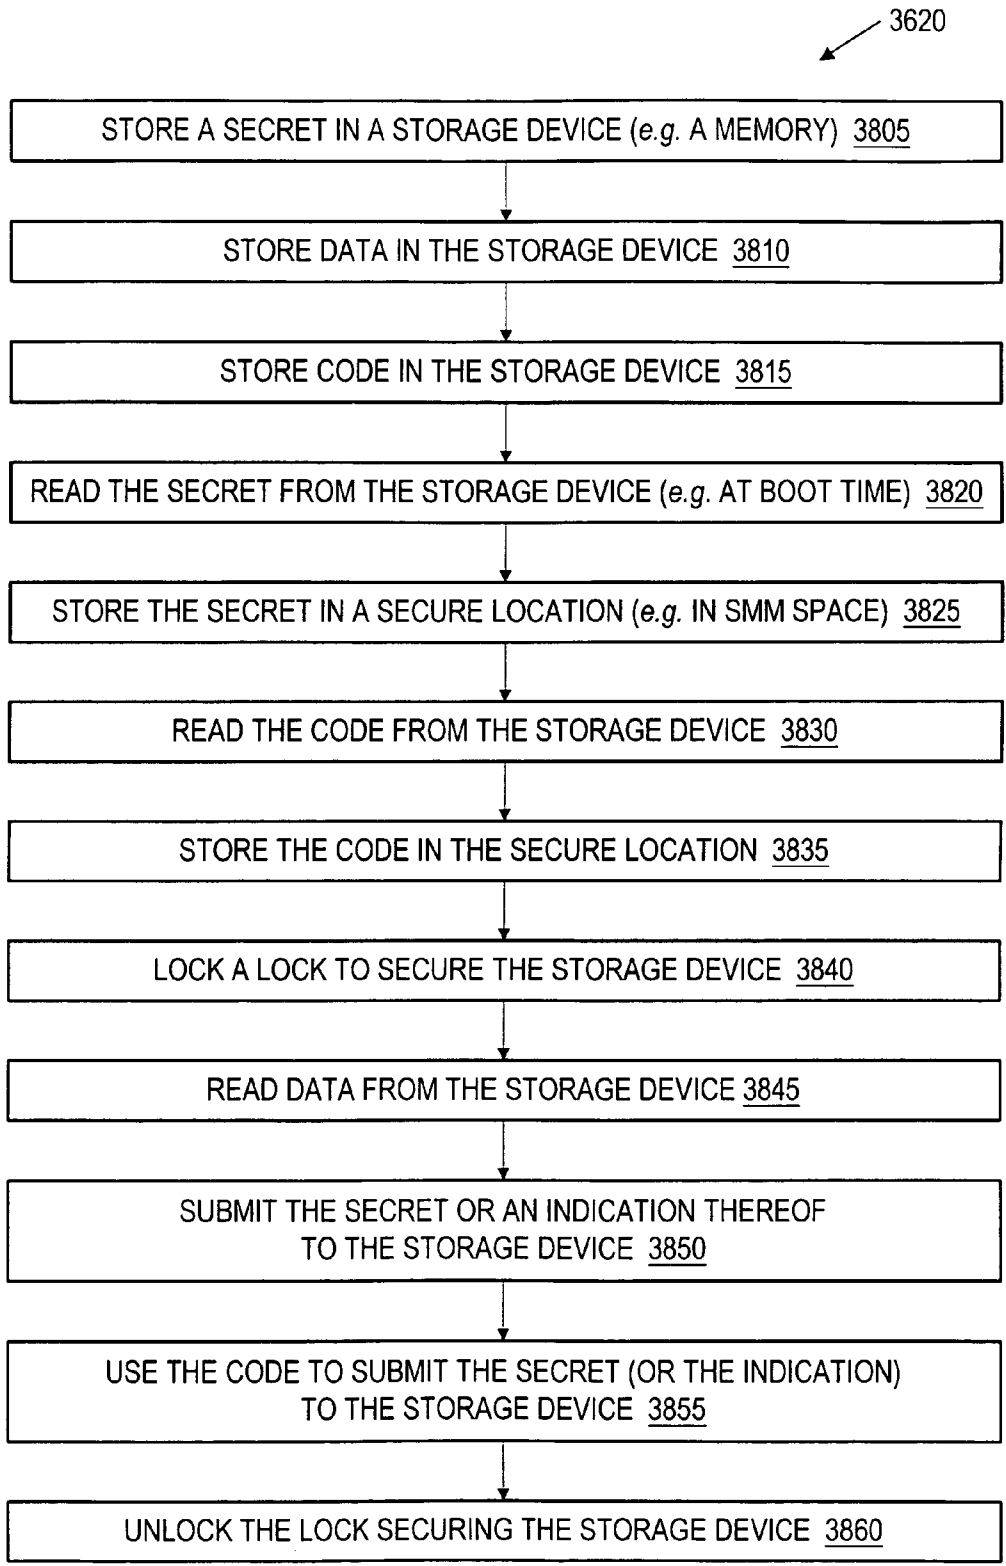 3620
STORE A SECRET IN A STORAGE DEVICE (e.g. A MEMORY) 3805
STORE DATA IN THE STORAGE DEVICE 3810
STORE CODE IN THE STORAGE DEVICE 3815
READ THE SECRET FROM THE STORAGE DEVICE (e.g. AT BOOT TIME) 3820
STORE THE SECRET IN A SECURE LOCATION (e.g. IN SMM SPACE) 3825
READ THE CODE FROM THE STORAGE DEVICE 3830
STORE THE CODE IN THE SECURE LOCATION 3835
LOCK A LOCK TO SECURE THE STORAGE DEVICE 3840
READ DATA FROM THE STORAGE DEVICE 3845
SUBMIT THE SECRET OR AN INDICATION THEREOF
TO THE STORAGE DEVICE 3850
USE THE CODE TO SUBMIT THE SECRET (OR THE INDICATION)
TO THE STORAGE DEVICE 3855
UNLOCK THE LOCK SECURING THE STORAGE DEVICE 3860